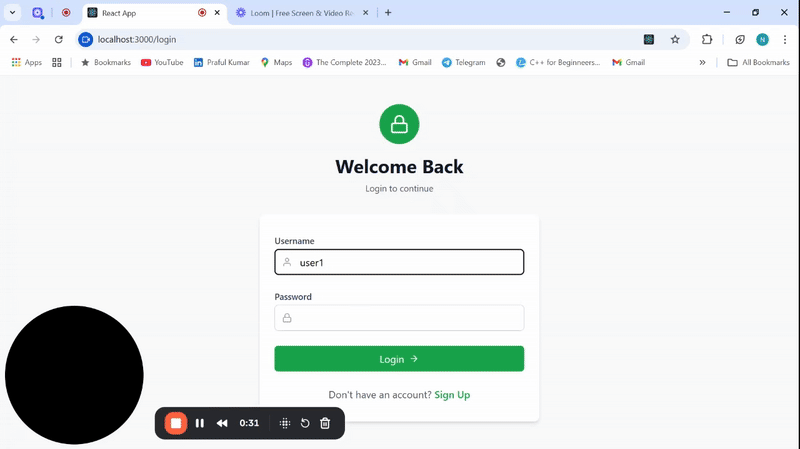 React App
Loom | Free Screen & Video Re
localhost:3000/login
N
Apps
Bookmarks
YouTube
Praful Kumar
Maps
The Complete 2023...
Gmail
Telegram
C++ for Beginneers...
Gmail
All Bookmarks
Welcome Back
Login to continue
Username
user1
Password
Login
Don't have an account? Sign Up
0:31